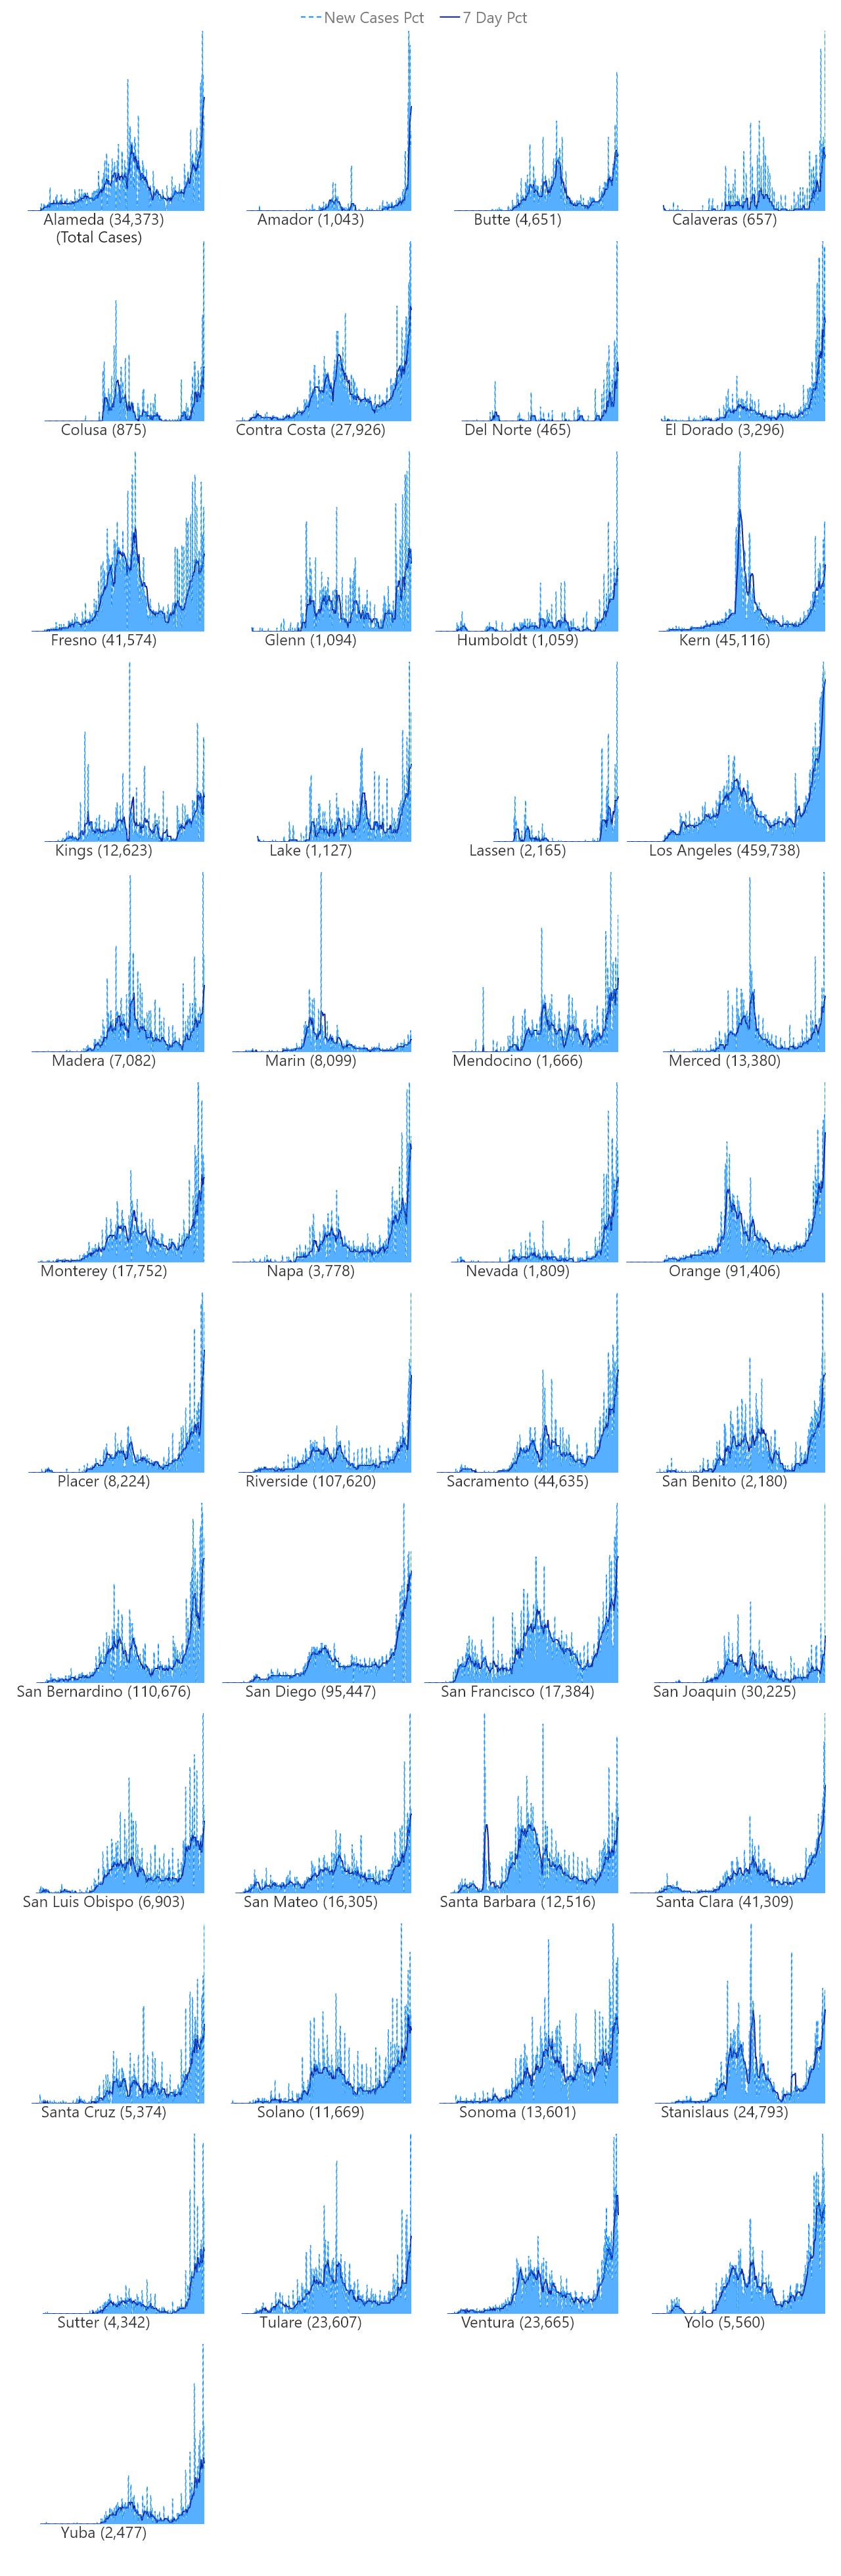 New Cases Pct 7 Day Pct
Alameda (34,373) Amador (1,043) Butte (4,651) Calaveras (657)
(Total Cases)
Colusa (875) Contra Costa (27,926) Del Norte (465) El Dorado (3,296)
Fresno (41,574) Glenn (1,094) Humboldt (1,059) Kern (45,116)
Kings (12,623) Lake (1,127) Lassen (2,165) Los Angeles (459,738)
Madera (7,082) Marin (8,099) Mendocino (1,666) Merced (13,380)
Monterey (17,752) Napa (3,778) Nevada (1,809) Orange (91,406)
Placer (8,224) Riverside (107,620) Sacramento (44,635) San Benito (2,180)
San Bernardino (110,676) San Diego (95,447) San Francisco (17,384) San Joaquin (30,225)
San Luis Obispo (6,903) San Mateo (16,305) Santa Barbara (12,516) Santa Clara (41,309)
Santa Cruz (5,374) Solano (11,669) Sonoma (13,601) Stanislaus (24,793)
Sutter (4,342) Tulare (23,607) Ventura (23,665) Yolo (5,560)
Yuba (2,477)